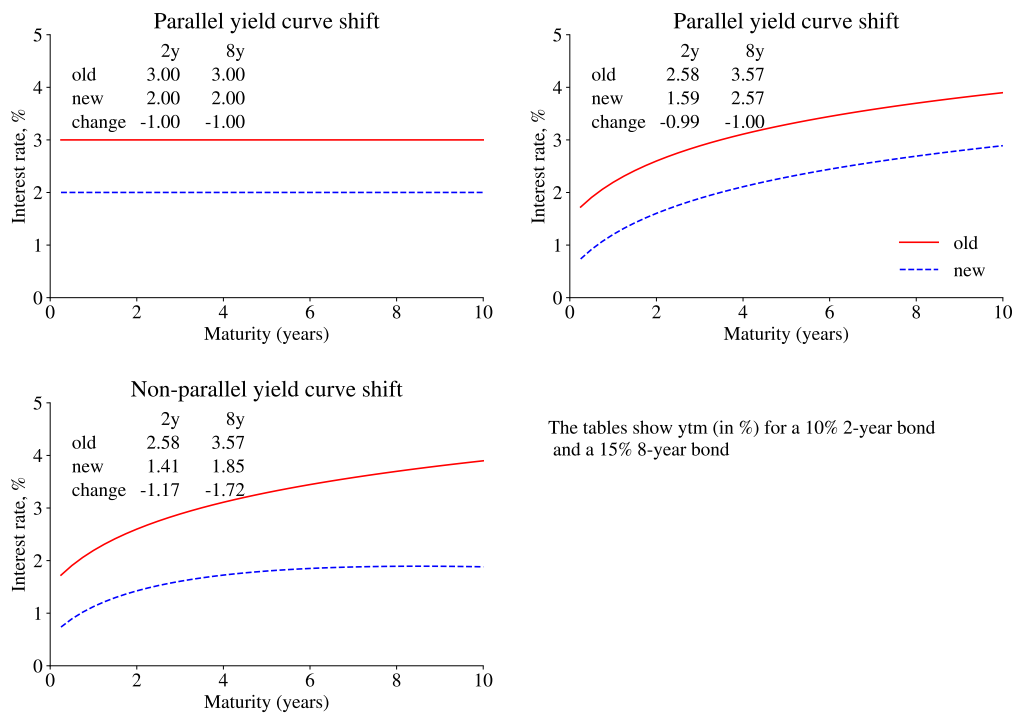 Parallel yield curve shift
5
4
3
2
1
0
Interest rate, %
2y 8y
old 3.00 3.00
new 2.00 2.00
change -1.00 -1.00
0 2 4 6 8 10
Maturity (years)
Parallel yield curve shift
5
4
3
2
1
0
Interest rate, %
2y 8y
old 2.58 3.57
new 1.59 2.57
change -0.99 -1.00
old
new
0 2 4 6 8 10
Maturity (years)
Non-parallel yield curve shift
5
4
3
2
1
0
Interest rate, %
2y 8y
old 2.58 3.57
new 1.41 1.85
change -1.17 -1.72
0 2 4 6 8 10
Maturity (years)
The tables show ytm (in %) for a 10% 2-year bond
and a 15% 8-year bond